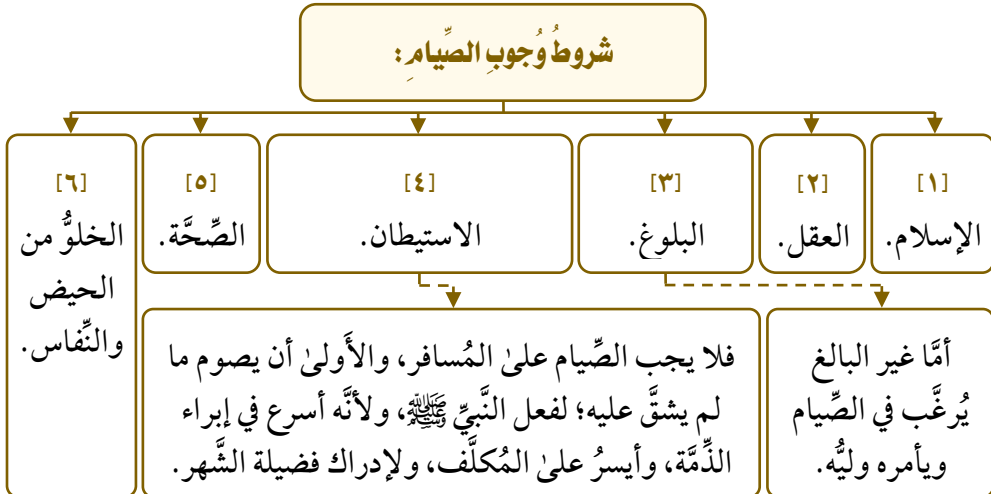 شروطُ وُجوبِ الصِّيامِ:
[١]
الإسلام.
[٢]
العقل.
[٣]
البلوغ.
[٤]
الاستيطان.
[٥]
الصِّحَّة.
[٦]
الخلوُّ من
الحيض
والنِّفاس.
أمَّا غير البالغ
يُرغَّب في الصِّيام
ويأمره وليُّه.
فلا يجب الصِّيام علىٰ المُسافر، والأَولىٰ أن يصوم ما
لم يشقَّ عليه؛ لفعل النَّبيِّ ﷺ، ولأنَّه أسرع في إبراء
الذِّمَّة، وأيسرُ علىٰ المُكلَّف، ولإدراك فضيلة الشَّهر.